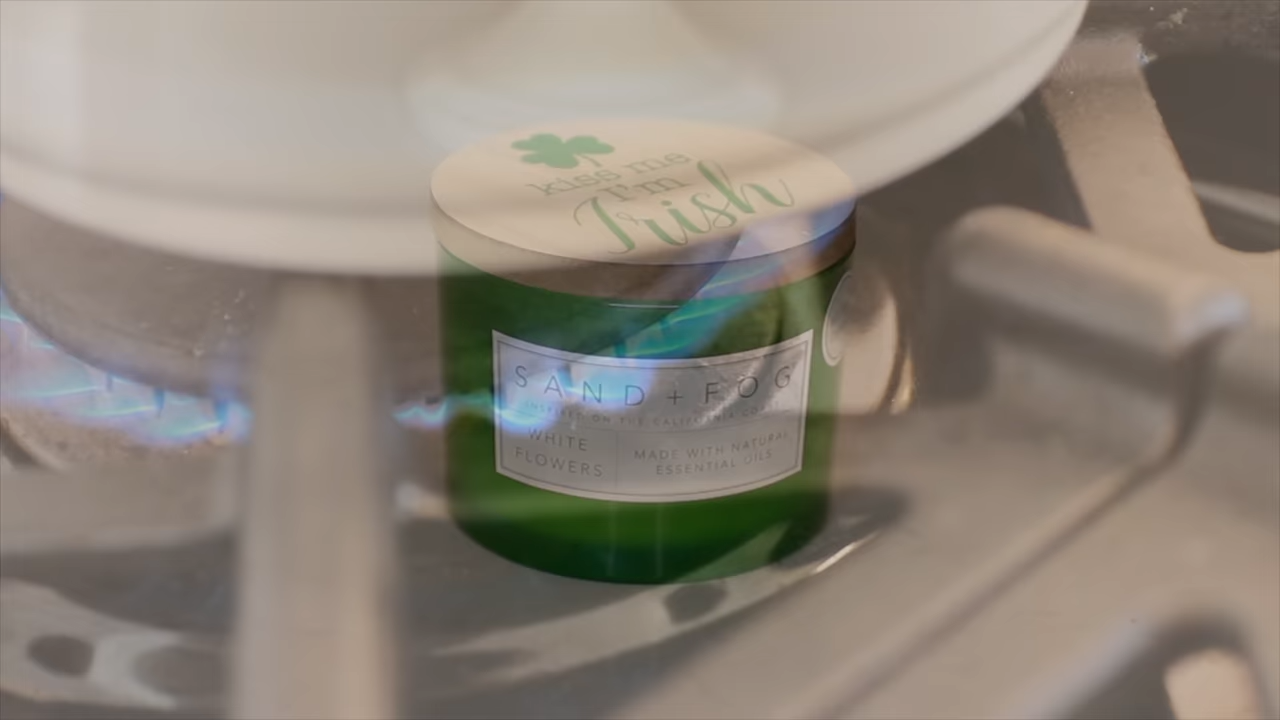 kiss me
I'm
Irish
SAND + FOG
INSPIRED ON THE CALIFORNIA COAST
WHITE
FLOWERS
MADE WITH NATURAL
ESSENTIAL OILS